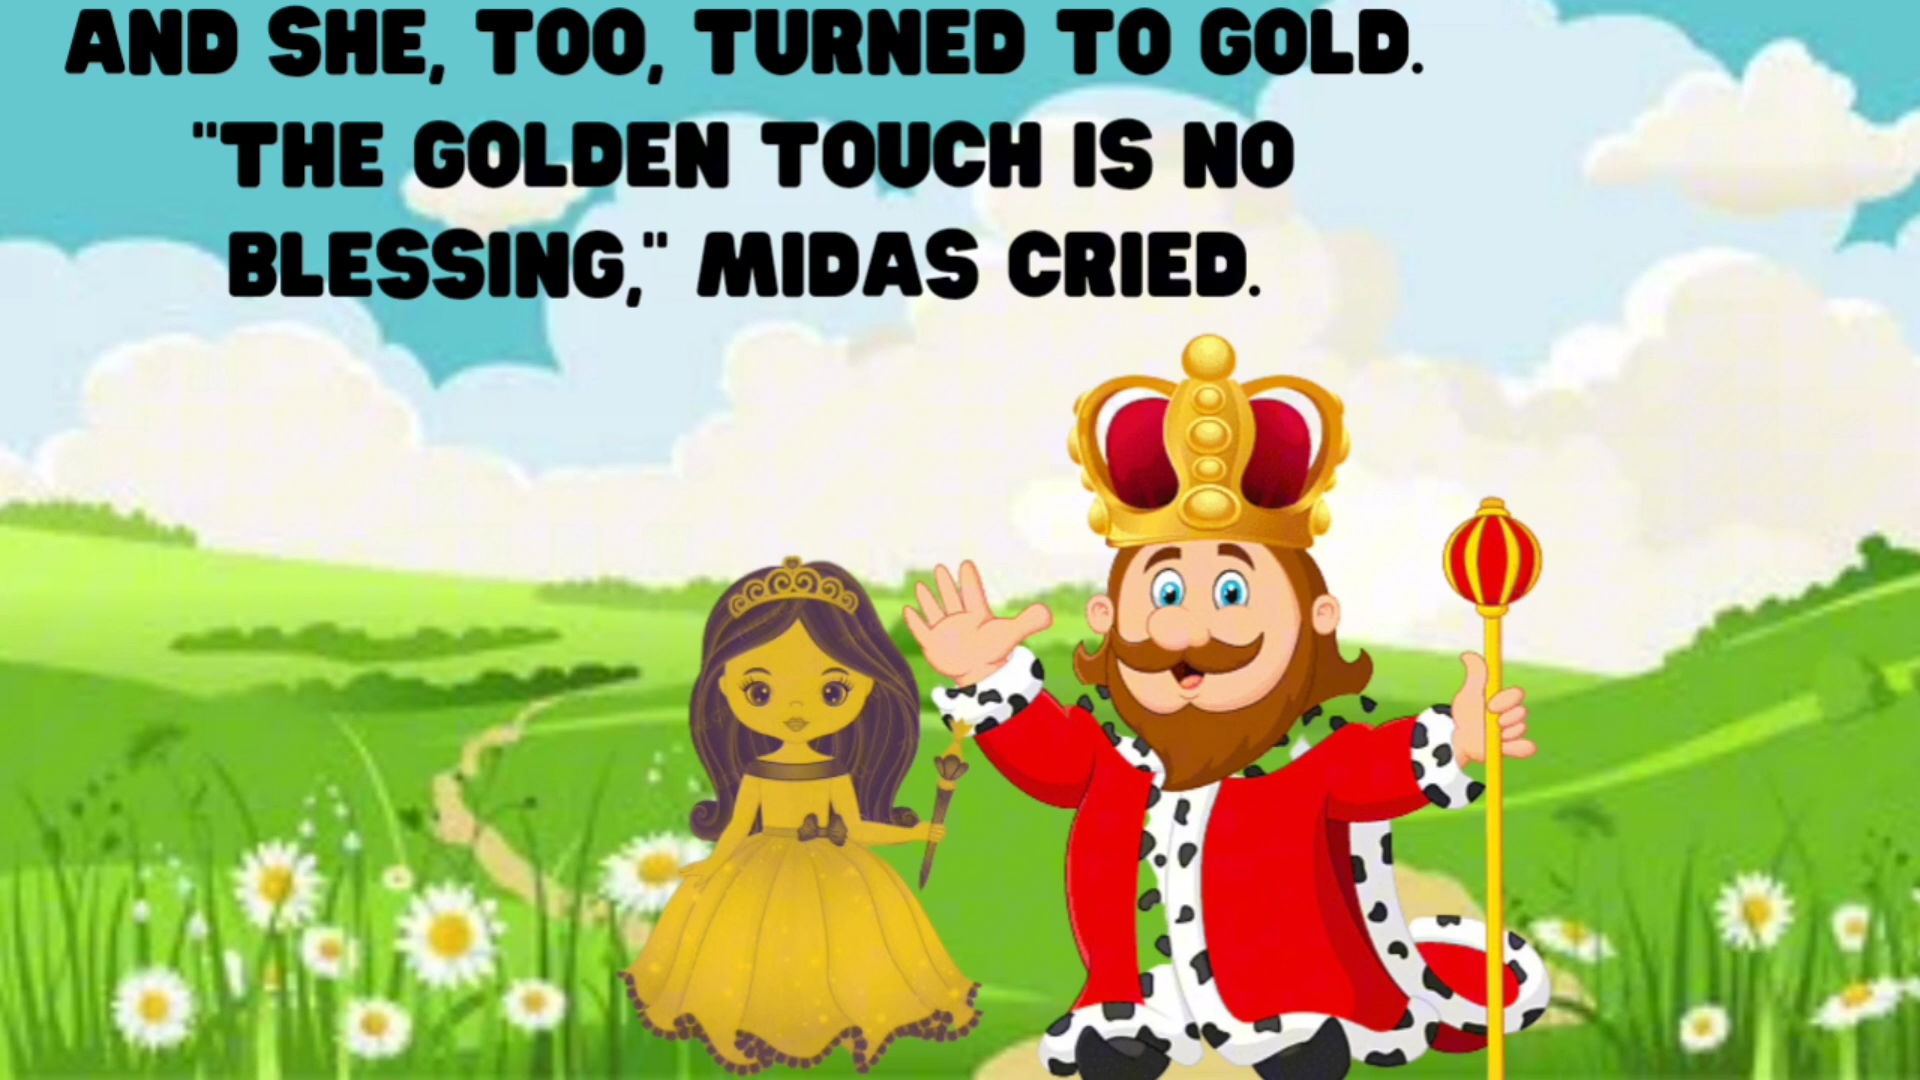 AND SHE, TOO, TURNED TO GOLD.
"THE GOLDEN TOUCH IS NO
BLESSING," MIDAS CRIED.